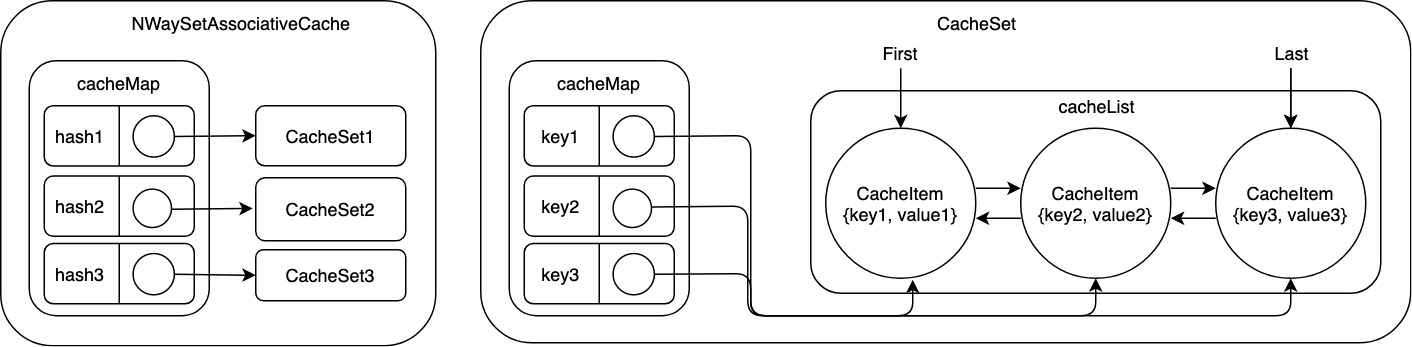 NWaySetAssociativeCache
cacheMap
hash1
CacheSet1
hash2
CacheSet2
hash3
CacheSet3
CacheSet
cacheMap
key1
key2
key3
First
Last
cacheList
CacheItem
{key1, value1}
CacheItem
{key2, value2}
CacheItem
{key3, value3}